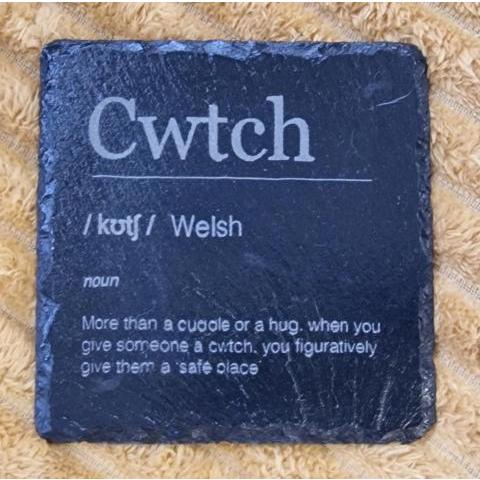 Cwtch
/kʊtʃ/ Welsh
noun
More than a cuddle or a hug, when you
give someone a cwtch, you figuratively
give them a 'safe place'